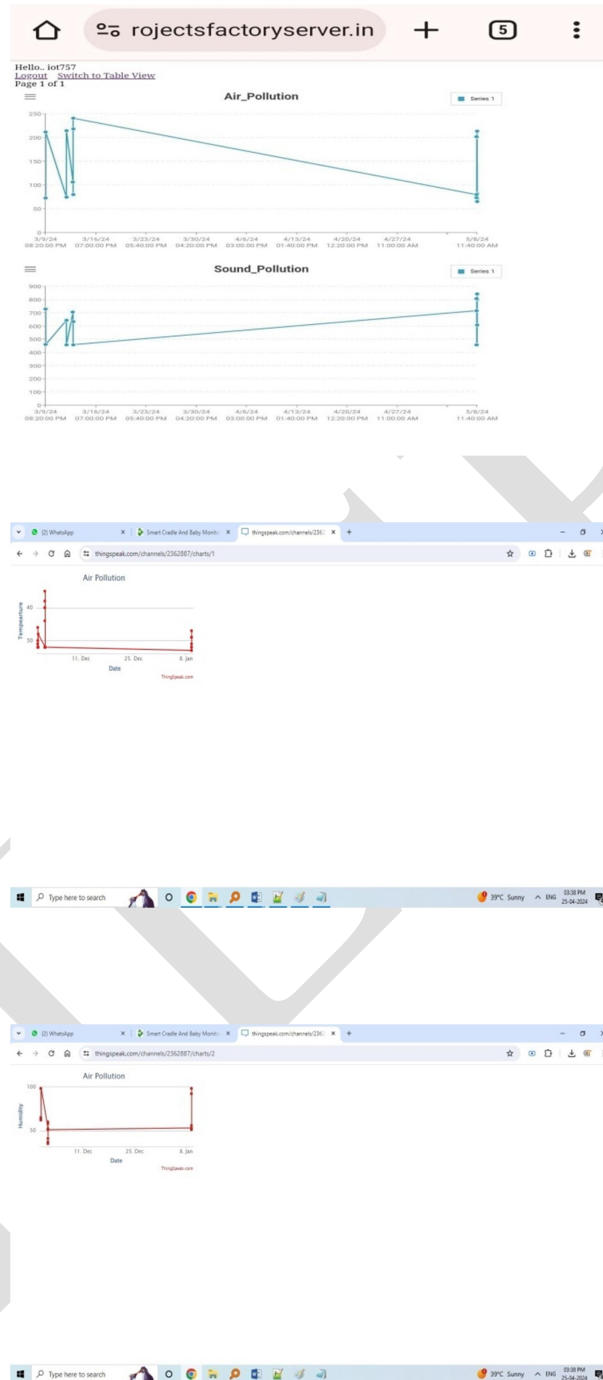 rojectsfactoryserver.in
5
Hello.. iot757
Logout Switch to Table View
Page 1 of 1
Air_Pollution
Series 1
250
200
150
100
50
0
3/9/24 3/16/24 3/23/24 3/30/24 4/6/24 4/13/24 4/20/24 4/27/24 5/8/24
08:20:00 PM 07:00:00 PM 05:40:00 PM 04:20:00 PM 03:00:00 PM 01:40:00 PM 12:20:00 PM 11:00:00 AM 11:40:00 AM
Sound_Pollution
Series 1
900
800
700
600
500
400
300
200
100
0
3/9/24 3/16/24 3/23/24 3/30/24 4/6/24 4/13/24 4/20/24 4/27/24 5/8/24
08:20:00 PM 07:00:00 PM 05:40:00 PM 04:20:00 PM 03:00:00 PM 01:40:00 PM 12:20:00 PM 11:00:00 AM 11:40:00 AM
(2) WhatsApp Smart Cradle And Baby Monit thingspeak.com/channels/2362
thingspeak.com/channels/2362887/charts/1
Air Pollution
Temperature
40
30
11. Dec 25. Dec 8. Jan
Date
ThingSpeak.com
Type here to search 39°C Sunny ENG 03:38 PM
25-04-2024
(2) WhatsApp Smart Cradle And Baby Monit thingspeak.com/channels/2362
thingspeak.com/channels/2362887/charts/2
Air Pollution
Humidity
100
50
11. Dec 25. Dec 8. Jan
Date
ThingSpeak.com
Type here to search 39°C Sunny ENG 03:38 PM
25-04-2024